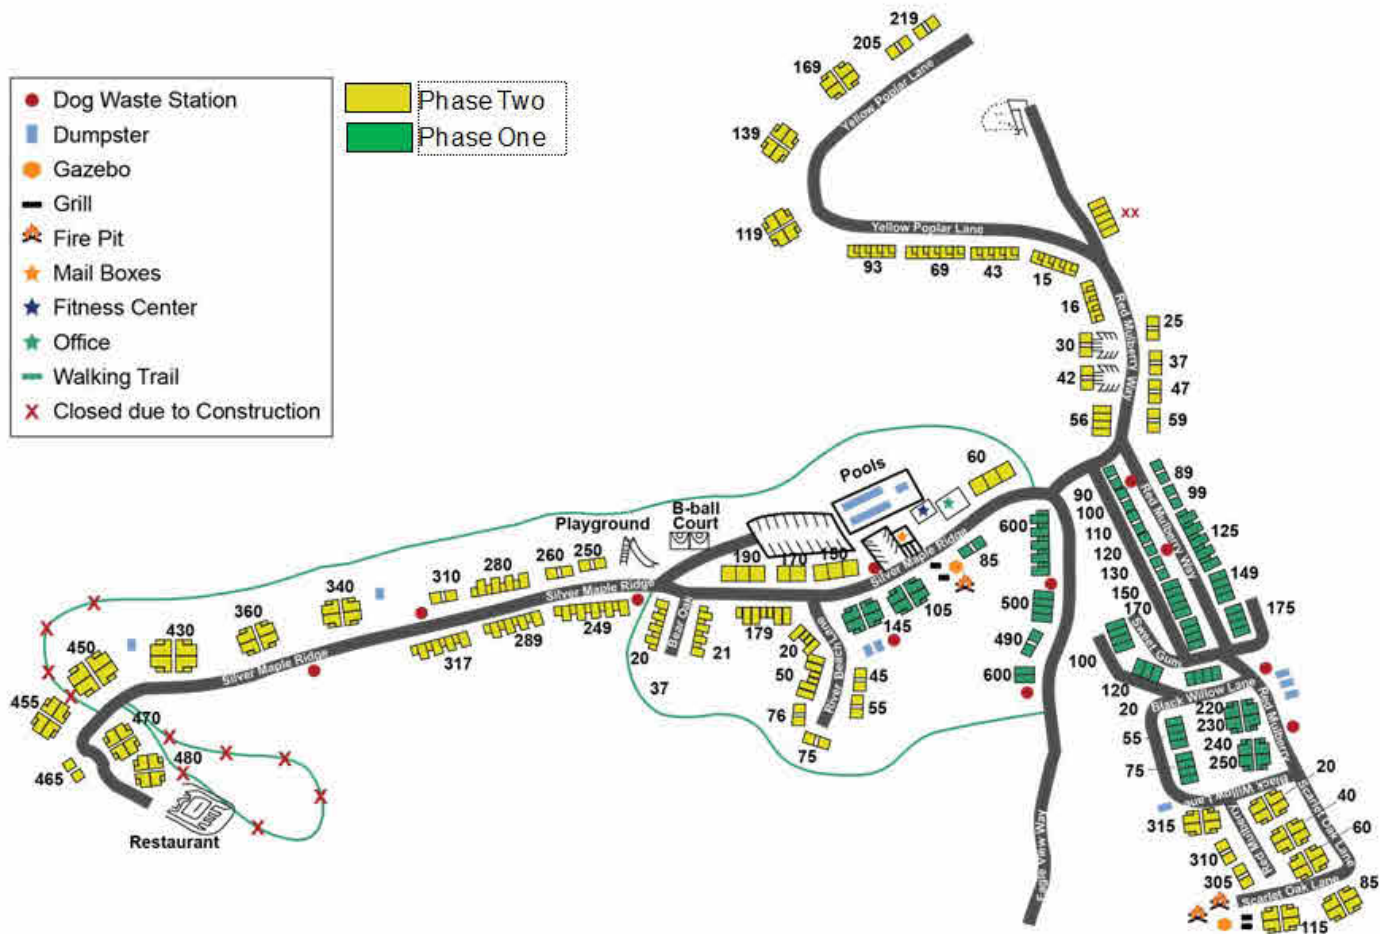 Dog Waste Station
Dumpster
Gazebo
Grill
Fire Pit
Mail Boxes
Fitness Center
Office
Walking Trail
Closed due to Construction
Phase Two
Phase One
219
205
169
139
119
Yellow Poplar Lane
Yellow Poplar Lane
XX
93
69
43
15
16
30
42
56
Red Mulberry Way
25
37
47
59
60
Pools
B-ball
Court
Playground
190
170
150
Silver Maple Ridge
85
600
500
490
600
105
145
250
260
280
310
340
360
430
450
455
470
480
465
Restaurant
Silver Maple Ridge
Silver Maple Ridge
317
289
249
20
Bear Oak
21
37
179
20
50
76
75
River Beach Lane
45
55
Eagle View Way
90
100
110
120
130
150
170
89
99
125
149
175
Red Mulberry Way
Sweet Gum
100
120
Black Willow Lane
20
55
75
220
230
240
250
Red Mulberry
Black Willow Lane
Scarlet Oak Lane
20
40
60
85
315
310
305
Red Mulberry
Scarlet Oak Lane
115